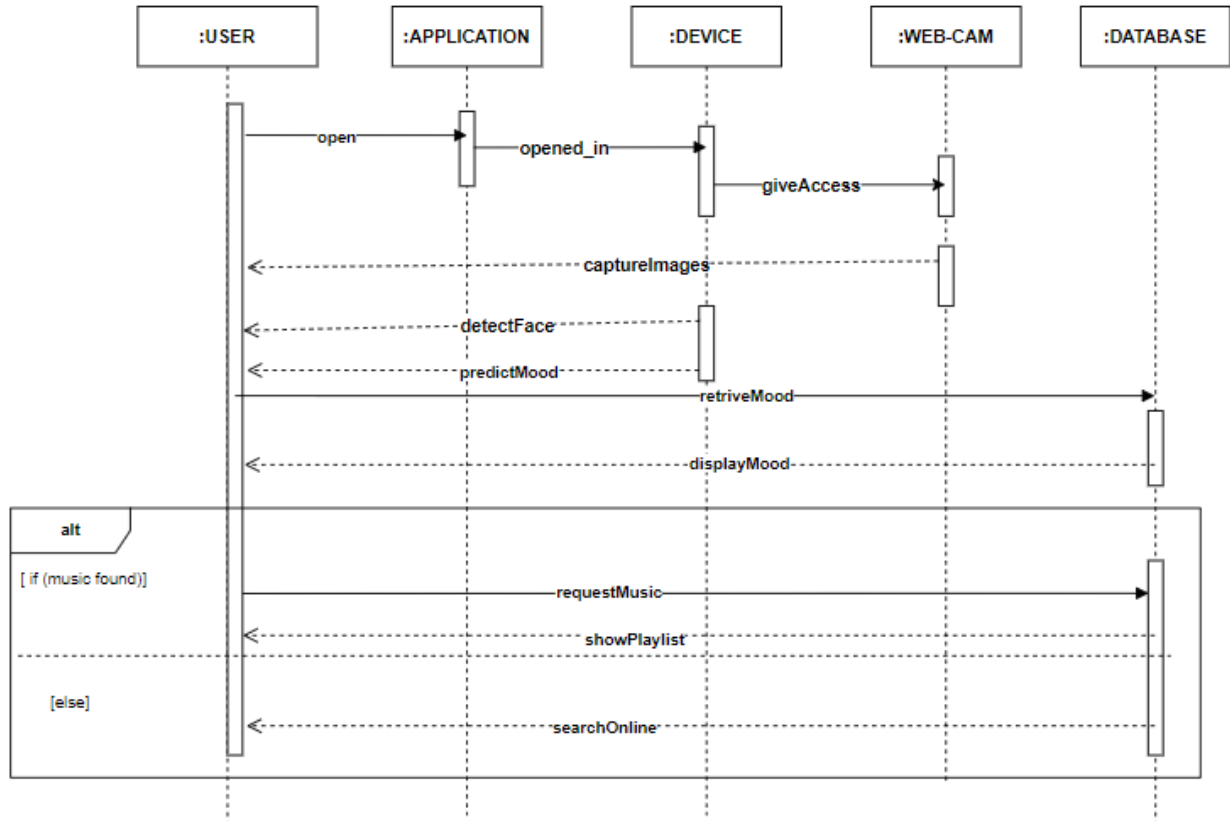 :USER
:APPLICATION
:DEVICE
:WEB-CAM
:DATABASE
open
opened_in
giveAccess
captureImages
detectFace
predictMood
retriveMood
displayMood
alt
[ if (music found)]
requestMusic
showPlaylist
[else]
searchOnline